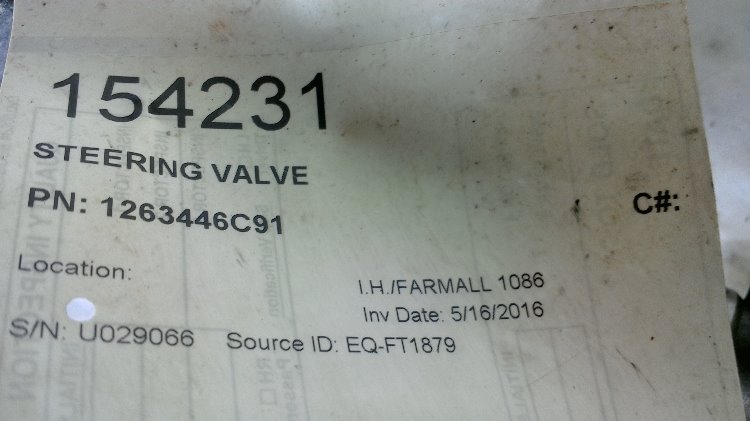 154231
STEERING VALVE
PN: 1263446C91
C#:
Location:
I.H./FARMALL 1086
Inv Date: 5/16/2016
S/N: U029066 Source ID: EQ-FT1879